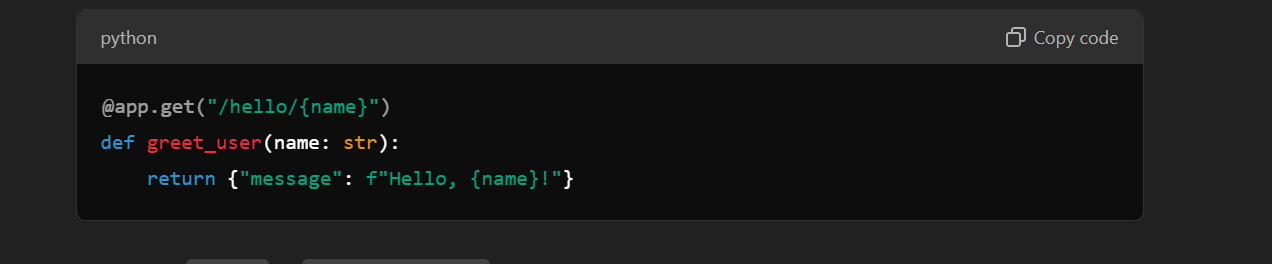 python
Copy code
@app.get("/hello/{name}")
def greet_user(name: str):
    return {"message": f"Hello, {name}!"}